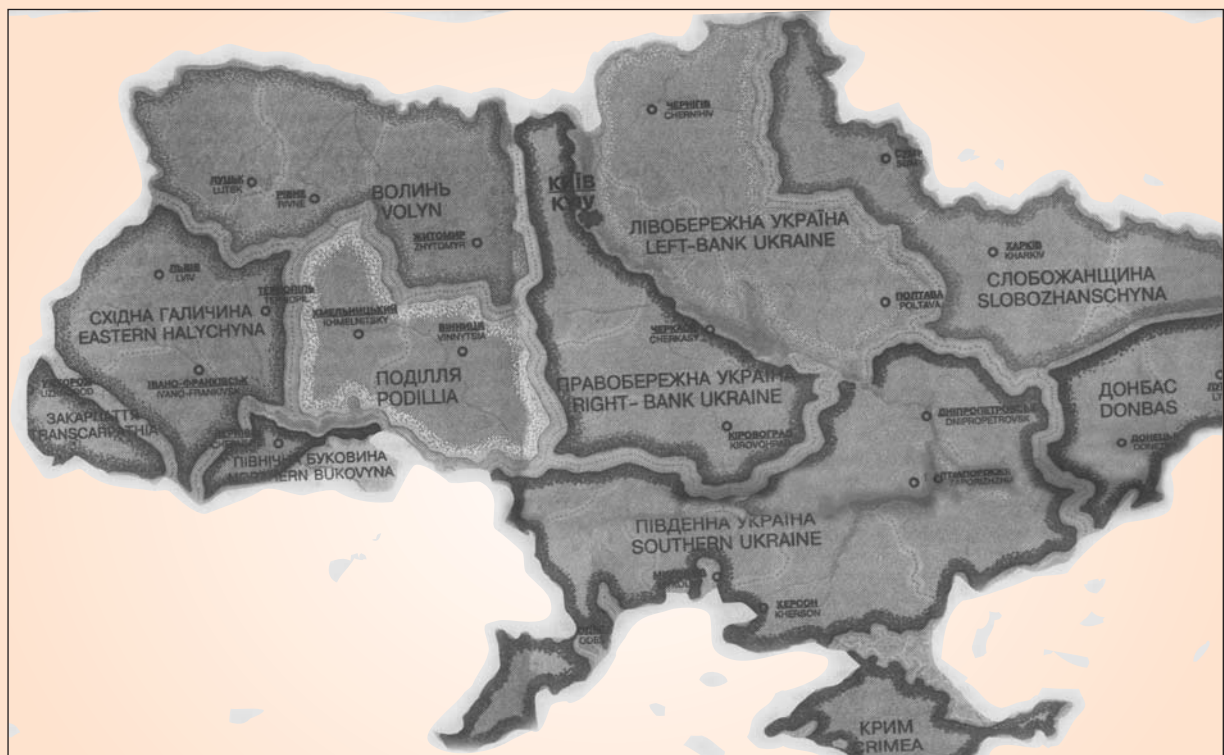 ЧЕРНІГІВ
CHERNIHIV
ЛУЦЬК
LUTSK
РІВНЕ
RIVNE
ВОЛИНЬ
VOLYN
КИЇВ
ЖИТОМИР
ZHYTOMYR
ЛІВОБЕРЕЖНА УКРАЇНА
LEFT-BANK UKRAINE
ХАРКІВ
KHARKIV
СЛОБОЖАНЩИНА
SLOBOZHANSCHYNA
ЛЬВІВ
LVIV
ТЕРНОПІЛЬ
TERNOPIL
СХІДНА ГАЛИЧИНА
EASTERN HALYCHYNA
ХМЕЛЬНИЦЬКИЙ
KHMELNITSKY
ВІННИЦЯ
VINNYTSIA
ПОЛТАВА
POLTAVA
ЧЕРКАСИ
CHERKASY
УЖГОРОД
UZHGOROD
ІВАНО-ФРАНКІВСЬК
IVANO-FRANKIVSK
ПОДІЛЛЯ
PODILLIA
ПРАВОБЕРЕЖНА УКРАЇНА
RIGHT-BANK UKRAINE
ДОНБАС
DONBAS
ЗАКАРПАТТЯ
TRANSCARPATHIA
ДНІПРОПЕТРОВСЬК
DNIPROPETROVSK
КІРОВОГРАД
ПІВНІЧНА БУКОВИНА
NORTHERN BUKOVYNA
ПІВДЕННА УКРАЇНА
SOUTHERN UKRAINE
ХЕРСОН
KHERSON
КРИМ
CRIMEA